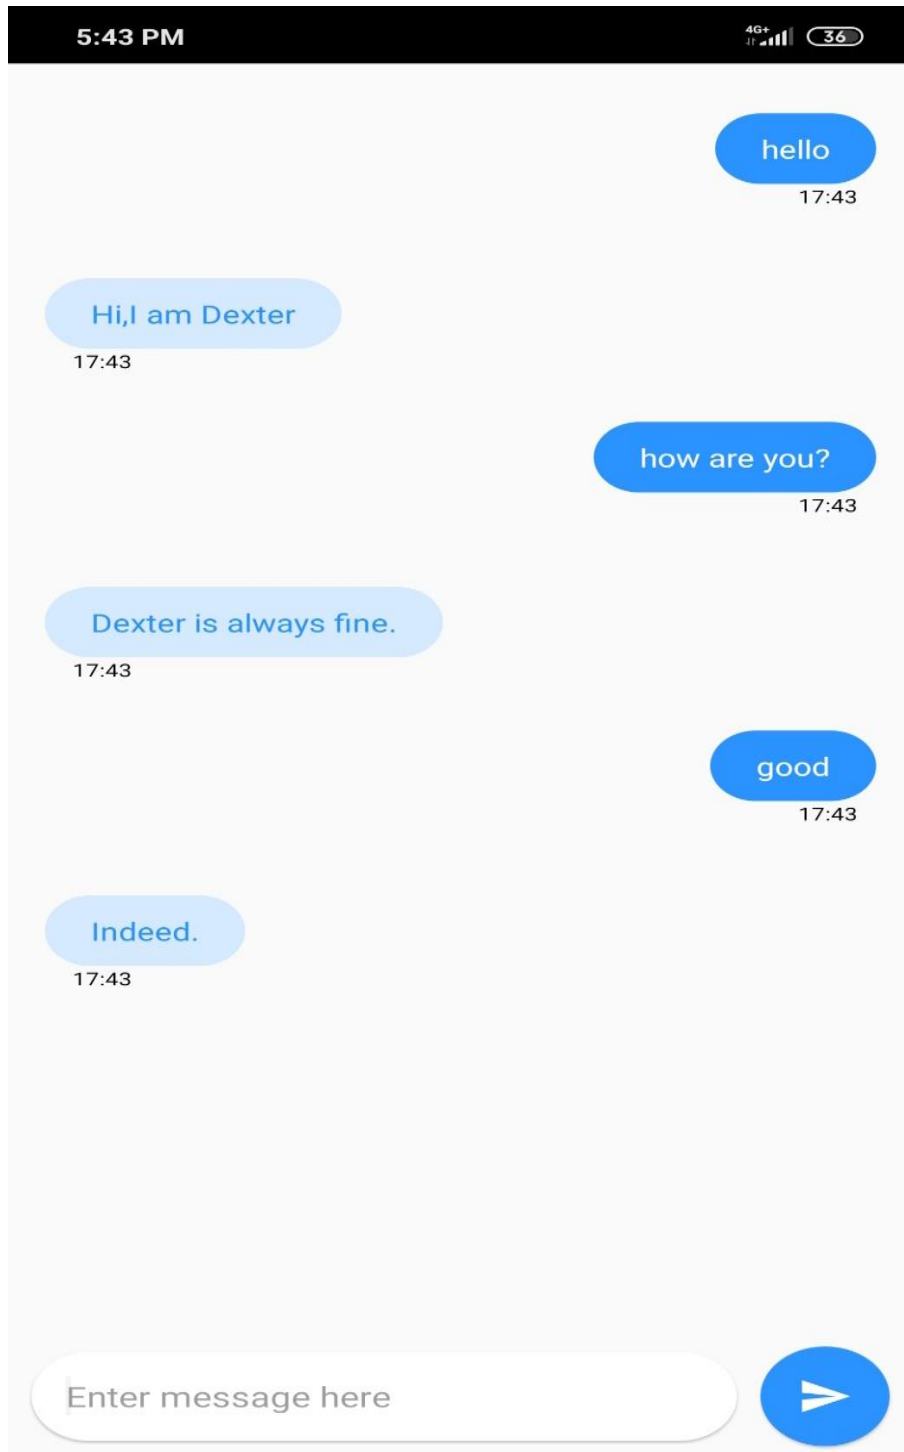 5:43 PM 4G+ 36
hello
17:43
Hi,I am Dexter
17:43
how are you?
17:43
Dexter is always fine.
17:43
good
17:43
Indeed.
17:43
Enter message here